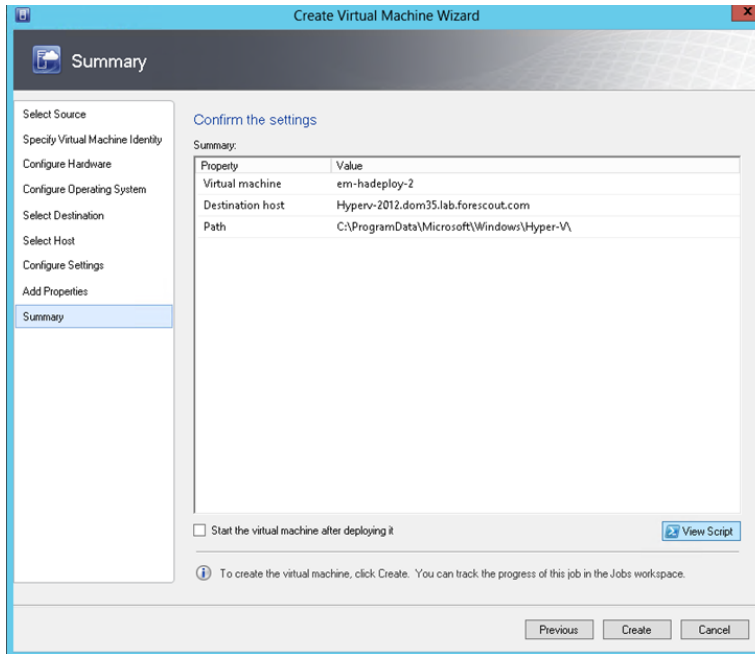 Create Virtual Machine Wizard
x
Summary
Select Source
Specify Virtual Machine Identity
Configure Hardware
Configure Operating System
Select Destination
Select Host
Configure Settings
Add Properties
Summary
Confirm the settings
Summary:
Property Value
Virtual machine em-hadeploy-2
Destination host Hyperv-2012.dom35.lab.forescout.com
Path C:\ProgramData\Microsoft\Windows\Hyper-V\
Start the virtual machine after deploying it
View Script
To create the virtual machine, click Create. You can track the progress of this job in the Jobs workspace.
Previous Create Cancel